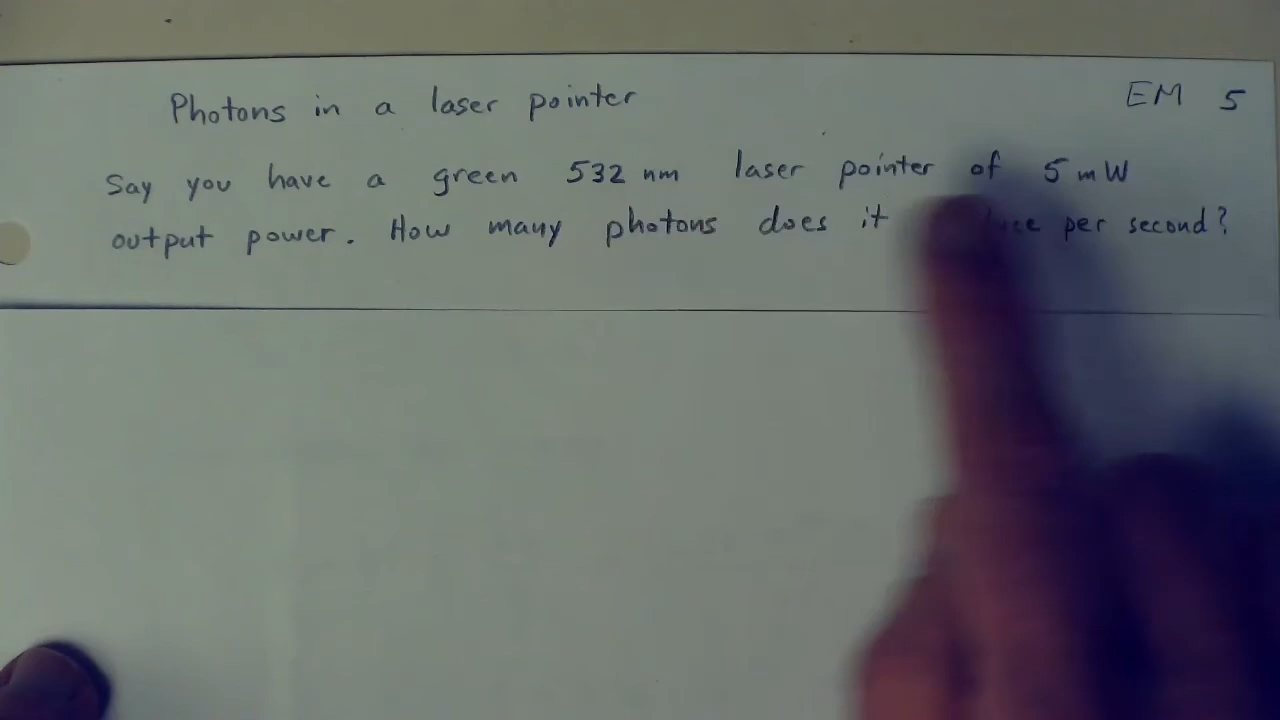 Photons in a laser pointer EM 5
Say you have a green 532 nm laser pointer of 5 mW
output power. How many photons does it per second?